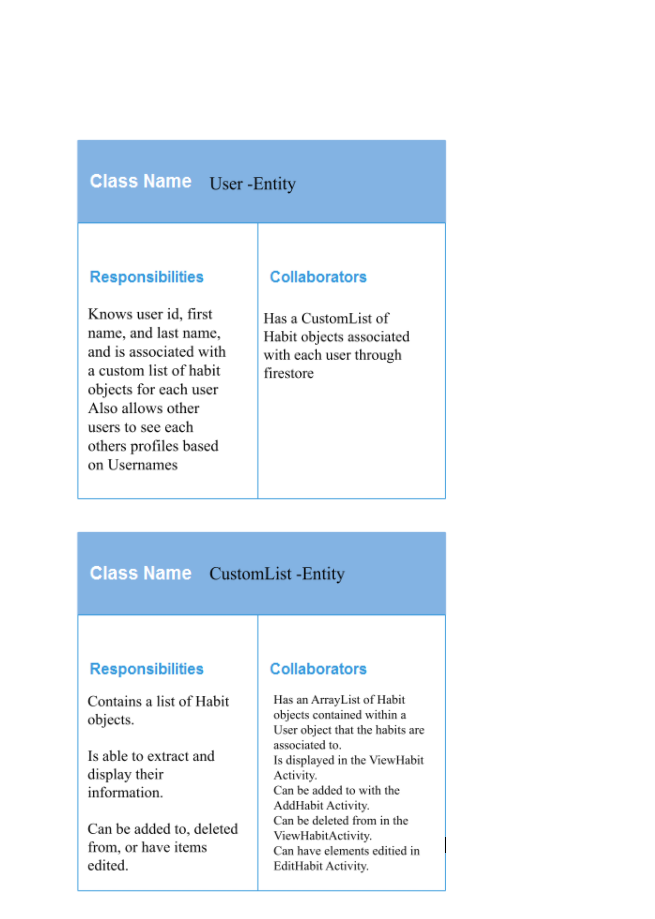 Class Name User -Entity
Responsibilities
Knows user id, first
name, and last name,
and is associated with
a custom list of habit
objects for each user
Also allows other
users to see each
others profiles based
on Usernames
Collaborators
Has a CustomList of
Habit objects associated
with each user through
firestore
Class Name CustomList -Entity
Responsibilities
Contains a list of Habit
objects.
Is able to extract and
display their
information.
Can be added to, deleted
from, or have items
edited.
Collaborators
Has an ArrayList of Habit
objects contained within a
User object that the habits are
associated to.
Is displayed in the ViewHabit
Activity.
Can be added to with the
AddHabit Activity.
Can be deleted from in the
ViewHabitActivity.
Can have elements editied in
EditHabit Activity.